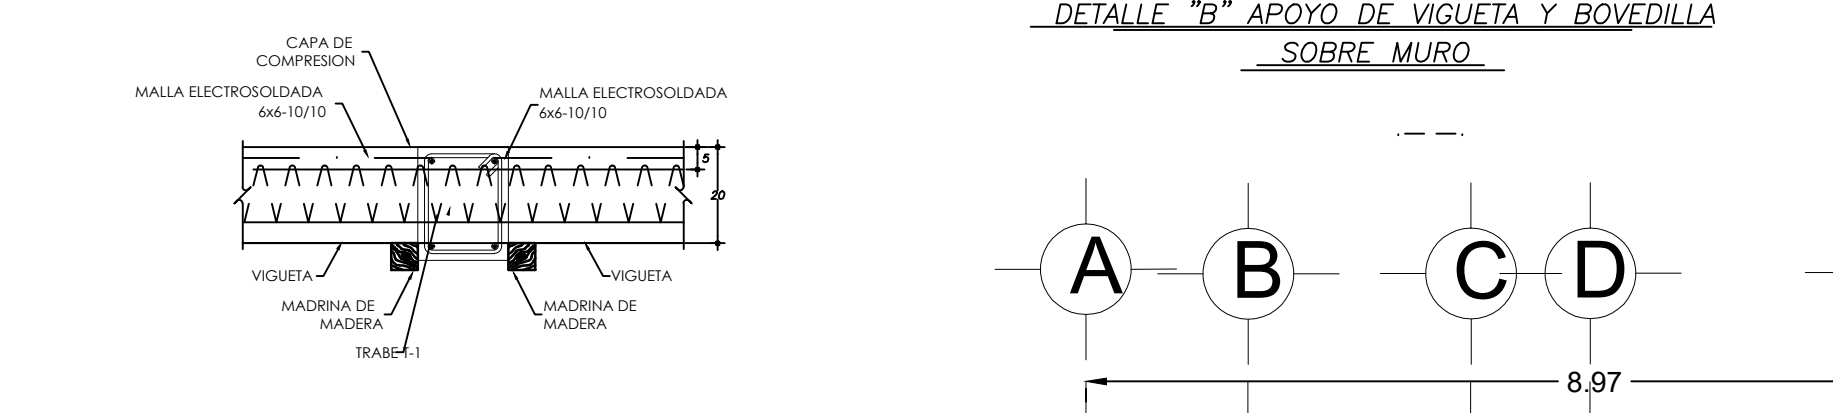 DETALLE "B" APOYO DE VIGUETA Y BOVEDILLA
SOBRE MURO
CAPA DE
COMPRESION
MALLA ELECTROSOLDADA
6x6-10/10
MALLA ELECTROSOLDADA
6x6-10/10
5
20
VIGUETA
VIGUETA
MADRINA DE
MADERA
MADRINA DE
MADERA
TRABE T-1
A
B
C
D
8.97